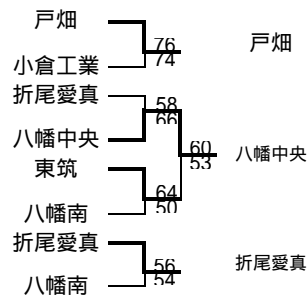 戸畑
76
戸畑
74
小倉工業
折尾愛真
58
66
八幡中央
60
八幡中央
53
東筑
64
50
八幡南
折尾愛真
56
折尾愛真
54
八幡南